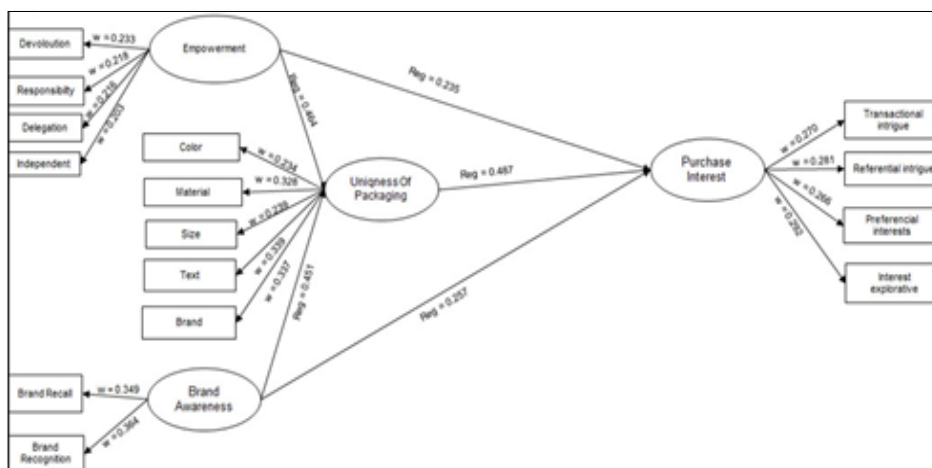 Devoloution
Responsibilty
Delegation
Independent
w = 0.233
w = 0.218
w = 0.216
w = 0.203
Empowerment
Reg = 0.464
Reg = 0.235
Color
Material
Size
Text
Brand
w = 0.234
w = 0.326
w = 0.239
w = 0.339
w = 0.337
Uniqness Of
Packaging
Reg = 0.487
Reg = 0.451
Reg = 0.257
Purchase
Interest
w = 0.270
w = 0.281
w = 0.266
w = 0.292
Transactional
intrigue
Referential intrigue
Preferencial
interests
Interest
explorative
Brand Recall
Brand
Recognition
w = 0.349
w = 0.364
Brand
Awareness